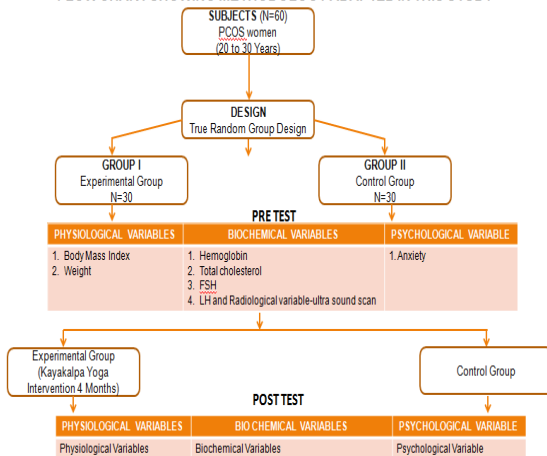 SUBJECTS (N=60)
PCOS women
(20 to 30 Years)
DESIGN
True Random Group Design
GROUP I
Experimental Group
N=30
GROUP II
Control Group
N=30
PRE TEST
PHYSIOLOGICAL VARIABLES
BIOCHEMICAL VARIABLES
PSYCHOLOGICAL VARIABLE
1. Body Mass Index
2. Weight
1. Hemoglobin
2. Total cholesterol
3. FSH
4. LH and Radiological variable-ultra sound scan
1. Anxiety
Experimental Group
(Kayakalpa Yoga
Intervention 4 Months)
Control Group
POST TEST
PHYSIOLOGICAL VARIABLES
BIO CHEMICAL VARIABLES
PSYCHOLOGICAL VARIABLE
Physiological Variables
Biochemical Variables
Psychological Variable